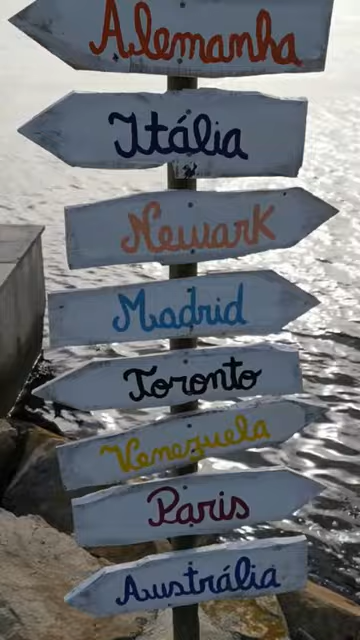 Alemanha
Itália
Newark
Madrid
Toronto
Venezuela
Paris
Austrália